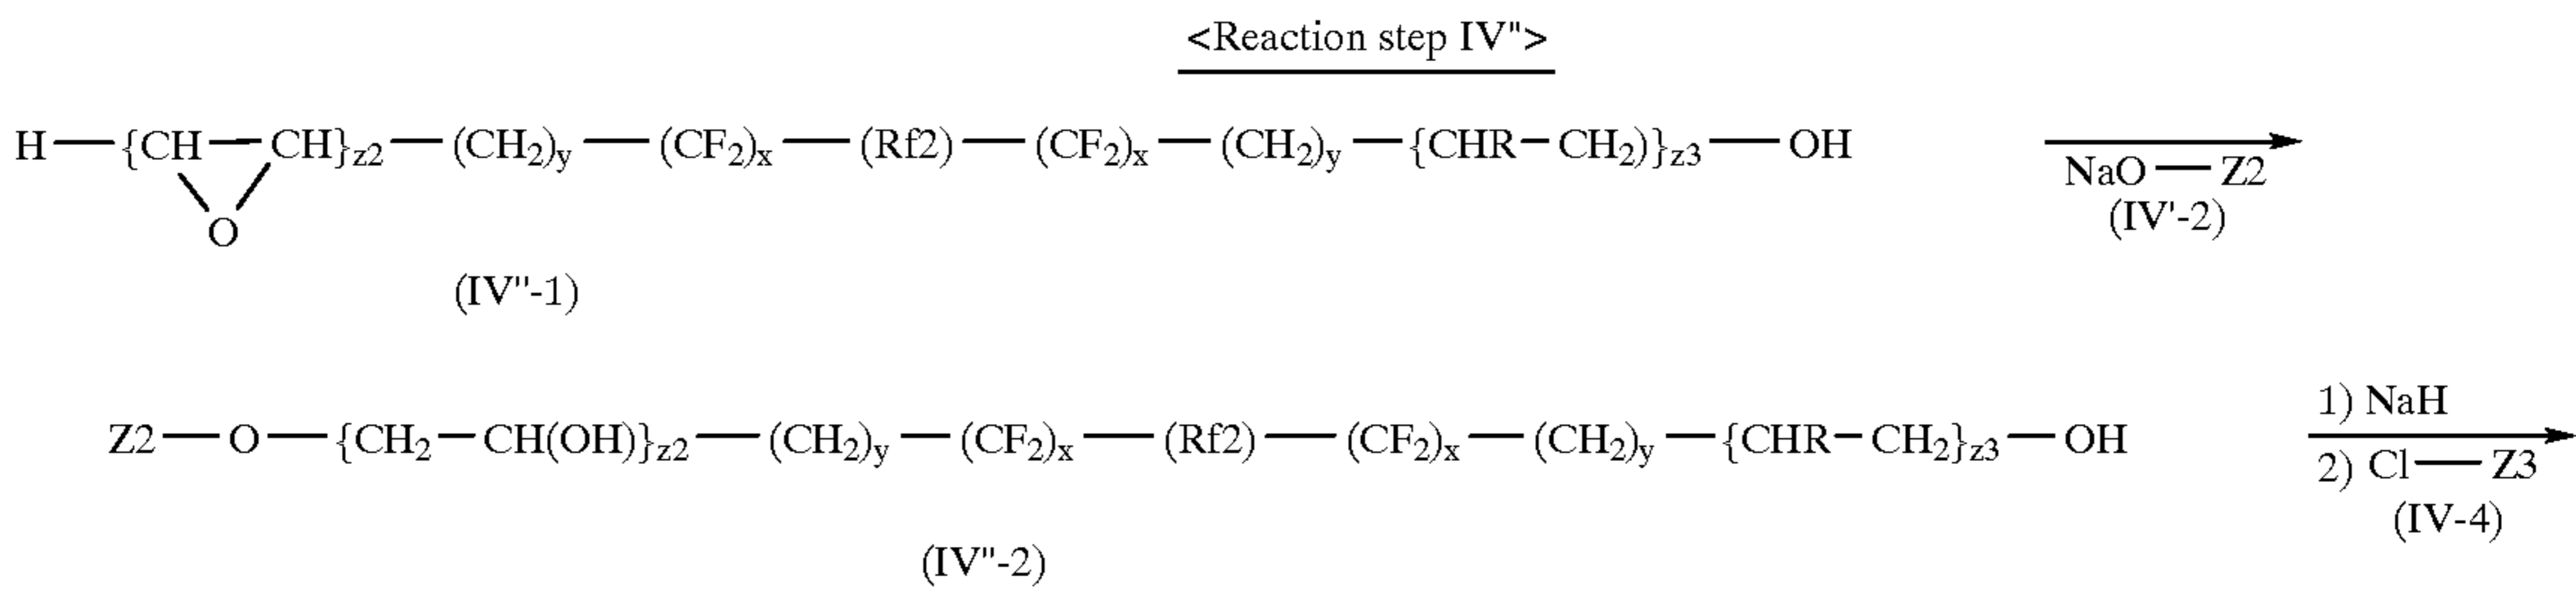 <Reaction step IV">
H—{CH—CH}z2—(CH2)y—(CF2)x—(Rf2)—(CF2)x—(CH2)y—{CHR—CH2)}z3—OH
O
NaO—Z2
(IV'-2)
(IV"-1)
Z2—O—{CH2—CH(OH)}z2—(CH2)y—(CF2)x—(Rf2)—(CF2)x—(CH2)y—{CHR—CH2}z3—OH
1) NaH
2) Cl—Z3
(IV-4)
(IV"-2)